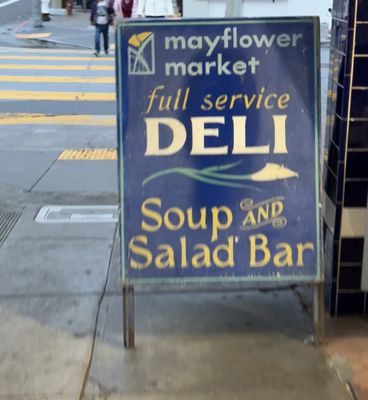 mayflower
market
full service
DELI
Soup AND
Salad Bar